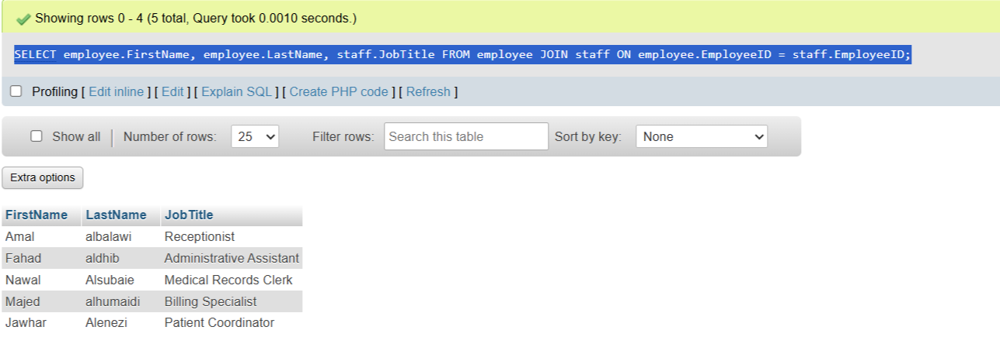 Showing rows 0 - 4 (5 total, Query took 0.0010 seconds.)
SELECT employee.FirstName, employee.LastName, staff.JobTitle FROM employee JOIN staff ON employee.EmployeeID = staff.EmployeeID;
Profiling [ Edit inline ] [ Edit ] [ Explain SQL ] [ Create PHP code ] [ Refresh ]
Show all | Number of rows: 25 Filter rows: Search this table Sort by key: None
Extra options
FirstName LastName JobTitle
Amal albalawi Receptionist
Fahad aldhib Administrative Assistant
Nawal Alsubaie Medical Records Clerk
Majed alhumaidi Billing Specialist
Jawhar Alenezi Patient Coordinator